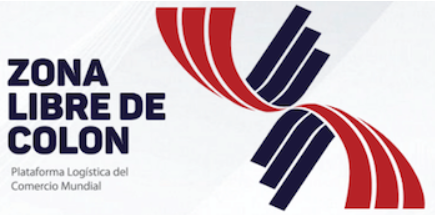 ZONA
LIBRE DE
COLON
Plataforma Logística del
Comercio Mundial